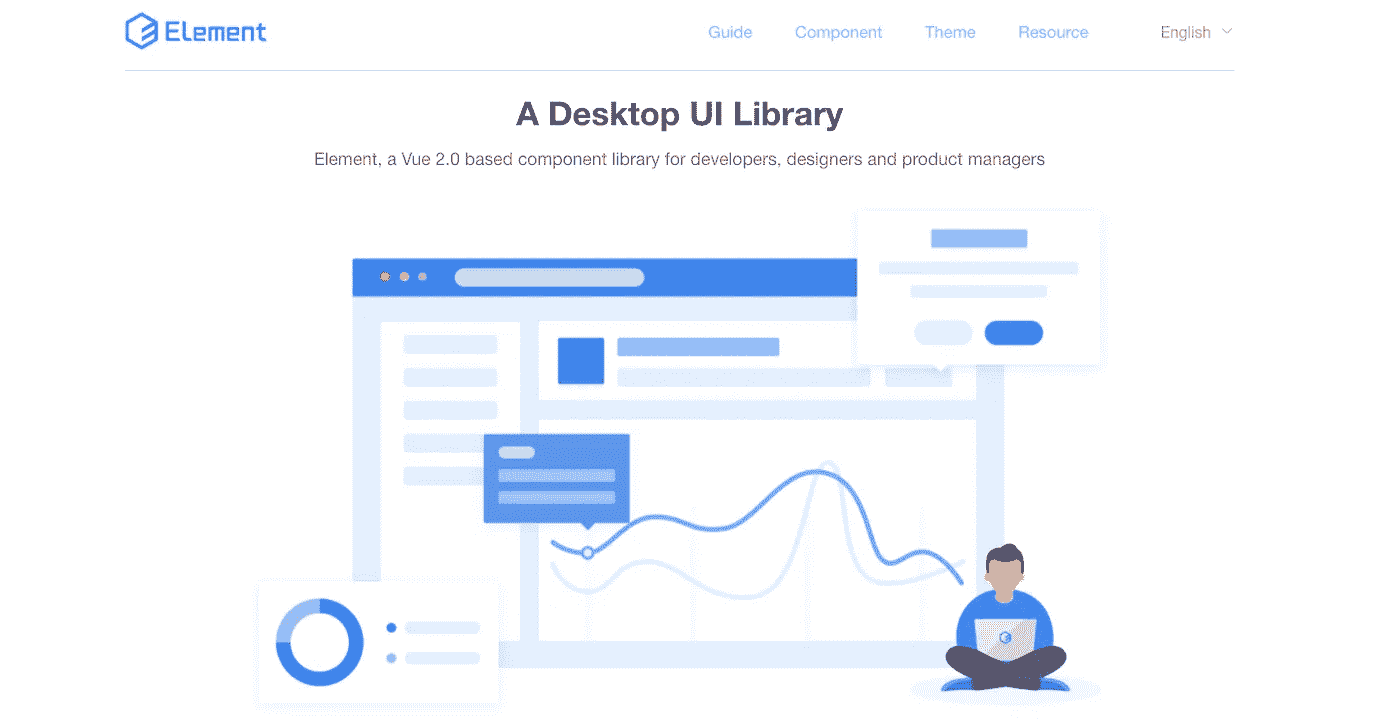 Element
Guide Component Theme Resource English
A Desktop UI Library
Element, a Vue 2.0 based component library for developers, designers and product managers